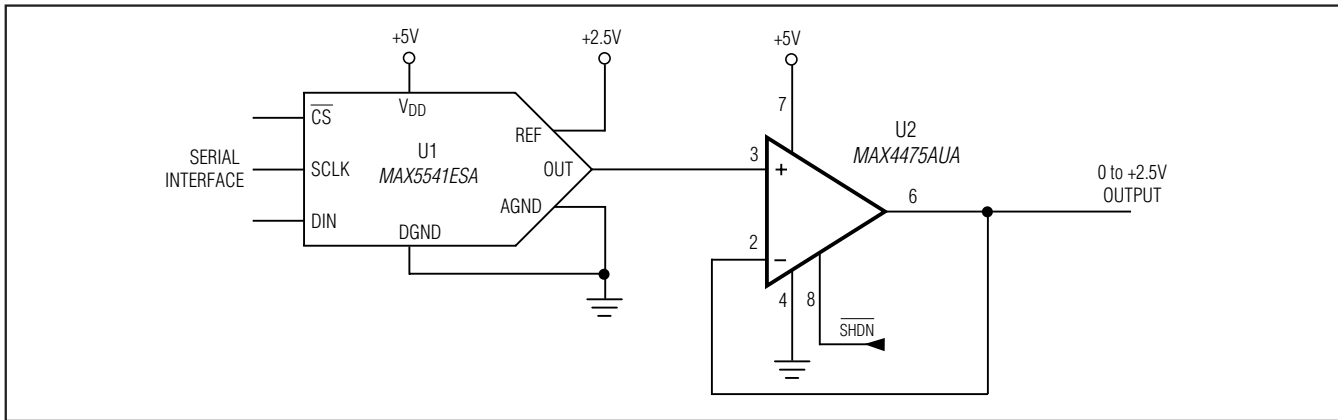 +5V
+2.5V
+5V
CS
VDD
7
REF
U2
MAX4475AUA
SERIAL
INTERFACE
SCLK
U1
MAX5541ESA
OUT
3
+
0 to +2.5V
OUTPUT
6
DIN
AGND
DGND
2
−
4
8
SHDN